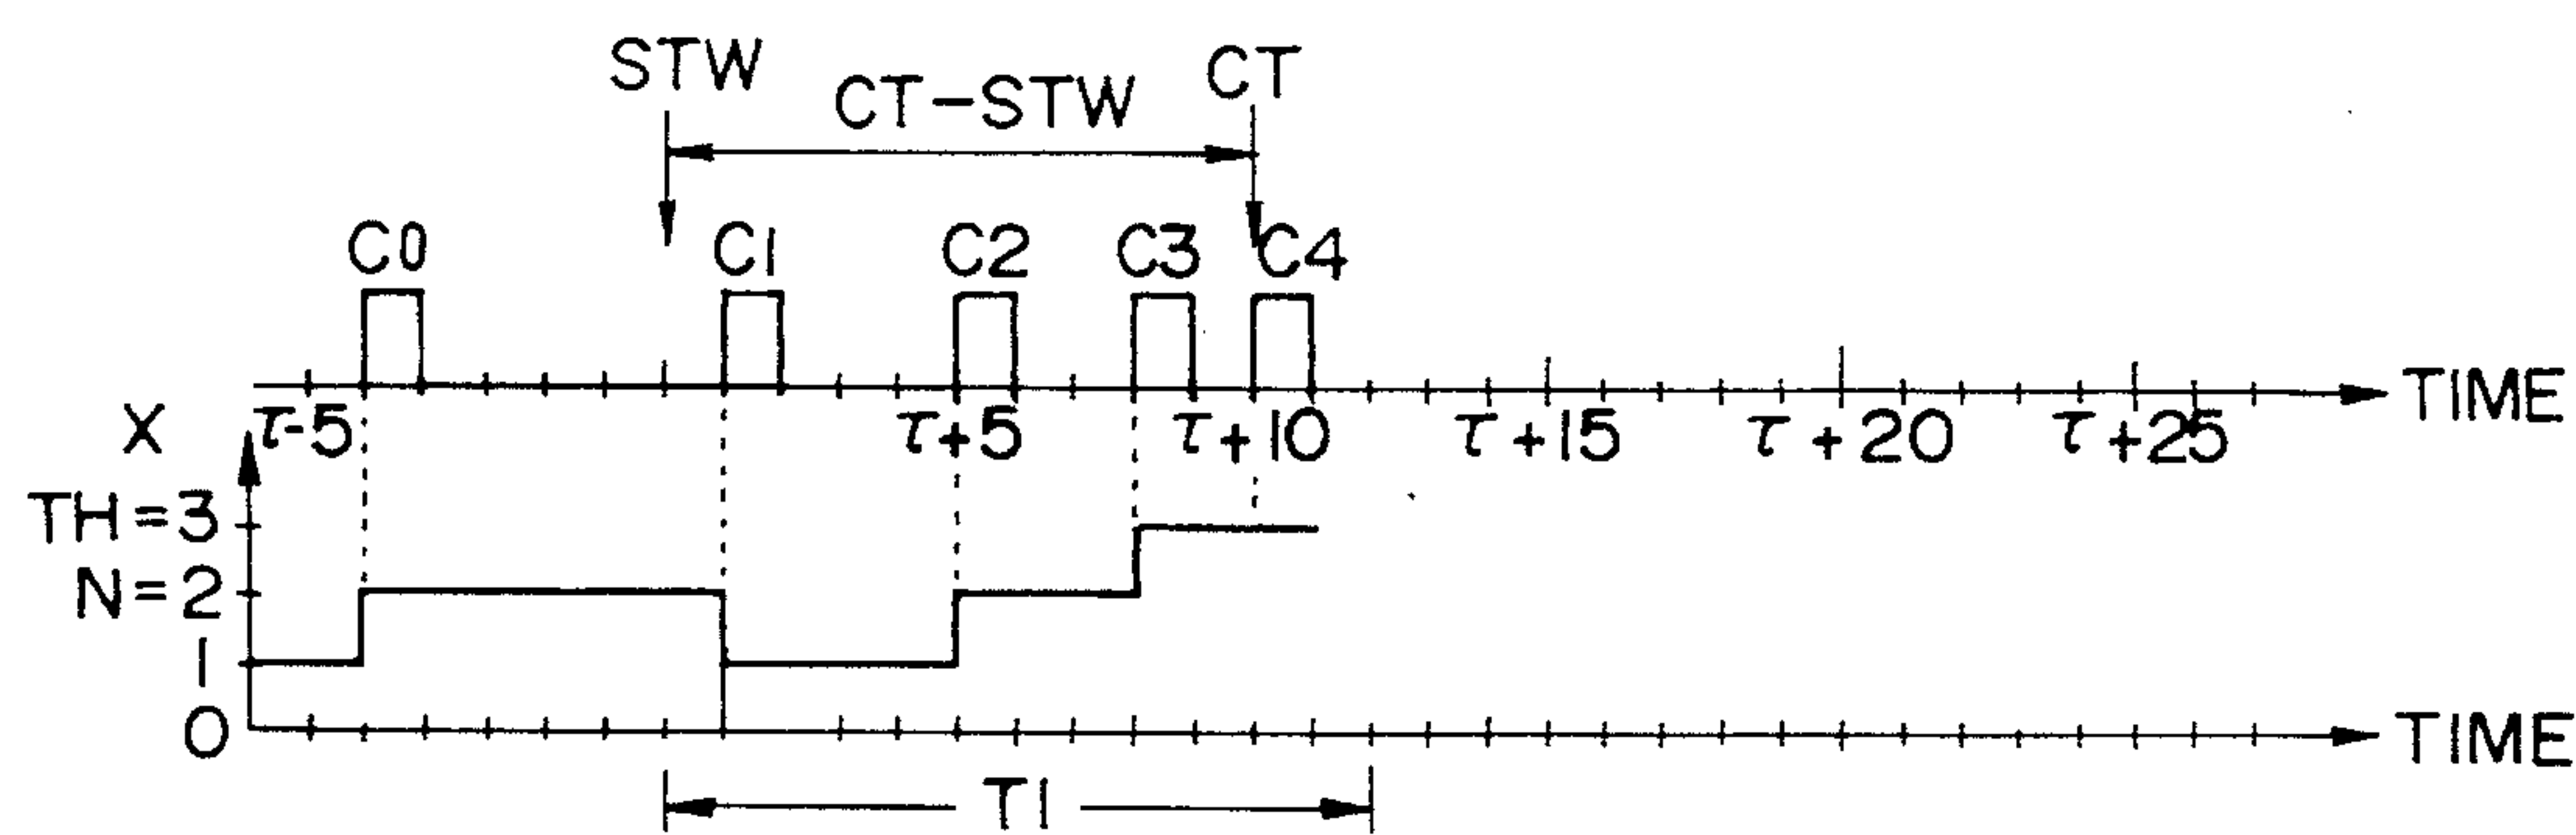 STW
CT-STW
CT
C0
C1
C2
C3
C4
TIME
τ-5
τ+5
τ+10
τ+15
τ+20
τ+25
X
TH=3
N=2
1
0
TIME
T1